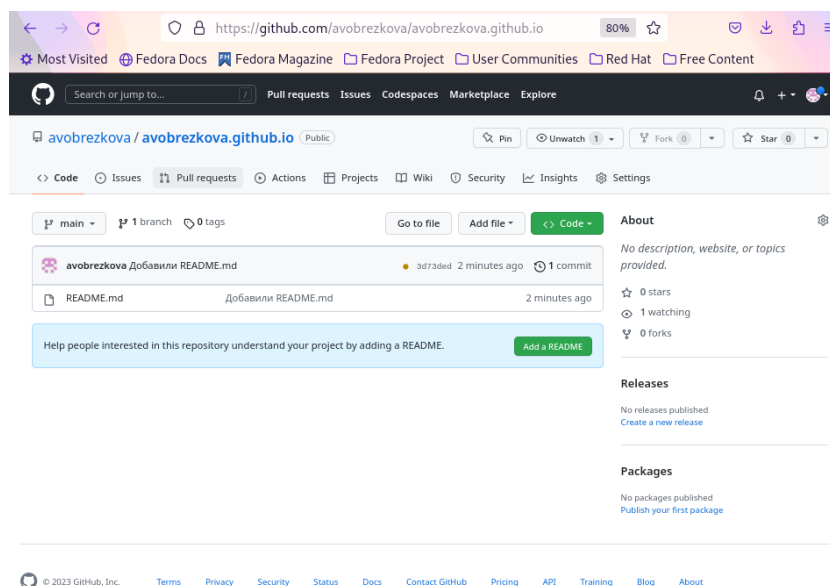 https://github.com/avobrezkova/avobrezkova.github.io 80%
Most Visited Fedora Docs Fedora Magazine Fedora Project User Communities Red Hat Free Content
Search or jump to... / Pull requests Issues Codespaces Marketplace Explore
avobrezkova / avobrezkova.github.io Public Pin Unwatch 1 Fork 0 Star 0
Code Issues Pull requests Actions Projects Wiki Security Insights Settings
main 1 branch 0 tags Go to file Add file Code
avobrezkova Добавили README.md 3d73ded 2 minutes ago 1 commit
README.md Добавили README.md 2 minutes ago
Help people interested in this repository understand your project by adding a README. Add a README
About
No description, website, or topics
provided.
0 stars
1 watching
0 forks
Releases
No releases published
Create a new release
Packages
No packages published
Publish your first package
© 2023 GitHub, Inc. Terms Privacy Security Status Docs Contact GitHub Pricing API Training Blog About